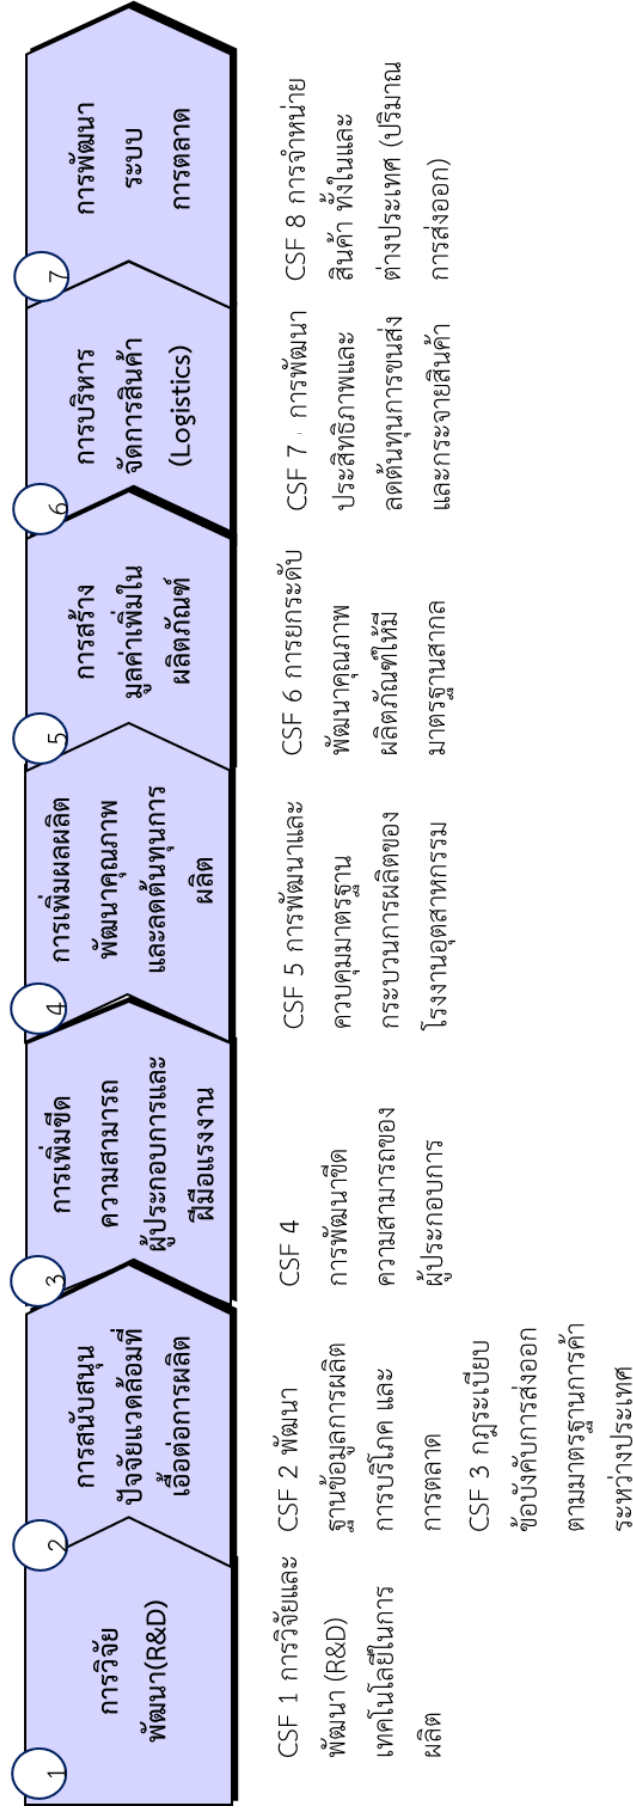 1
การวิจัย
พัฒนา(R&D)
2
การสนับสนุน
ปัจจัยแวดล้อมที่
เอื้อต่อการผลิต
3
การเพิ่มขีด
ความสามารถ
ผู้ประกอบการและ
ฝีมือแรงงาน
4
การเพิ่มผลผลิต
พัฒนาคุณภาพ
และลดต้นทุนการ
ผลิต
5
การสร้าง
มูลค่าเพิ่มใน
ผลิตภัณฑ์
6
การบริหาร
จัดการสินค้า
(Logistics)
7
การพัฒนา
ระบบ
การตลาด
CSF 1 การวิจัยและ
พัฒนา (R&D)
เทคโนโลยีในการ
ผลิต
CSF 2 พัฒนา
ฐานข้อมูลการผลิต
การบริโภค และ
การตลาด
CSF 3 กฎระเบียบ
ข้อบังคับการส่งออก
ตามมาตรฐานการค้า
ระหว่างประเทศ
CSF 4
การพัฒนาขีด
ความสามารถของ
ผู้ประกอบการ
CSF 5 การพัฒนาและ
ควบคุมมาตรฐาน
กระบวนการผลิตของ
โรงงานอุตสาหกรรม
CSF 6 การยกระดับ
พัฒนาคุณภาพ
ผลิตภัณฑ์ให้มี
มาตรฐานสากล
CSF 7 การพัฒนา
ประสิทธิภาพและ
ลดต้นทุนการขนส่ง
และกระจายสินค้า
CSF 8 การจำหน่าย
สินค้า ทั้งในและ
ต่างประเทศ (ปริมาณ
การส่งออก)